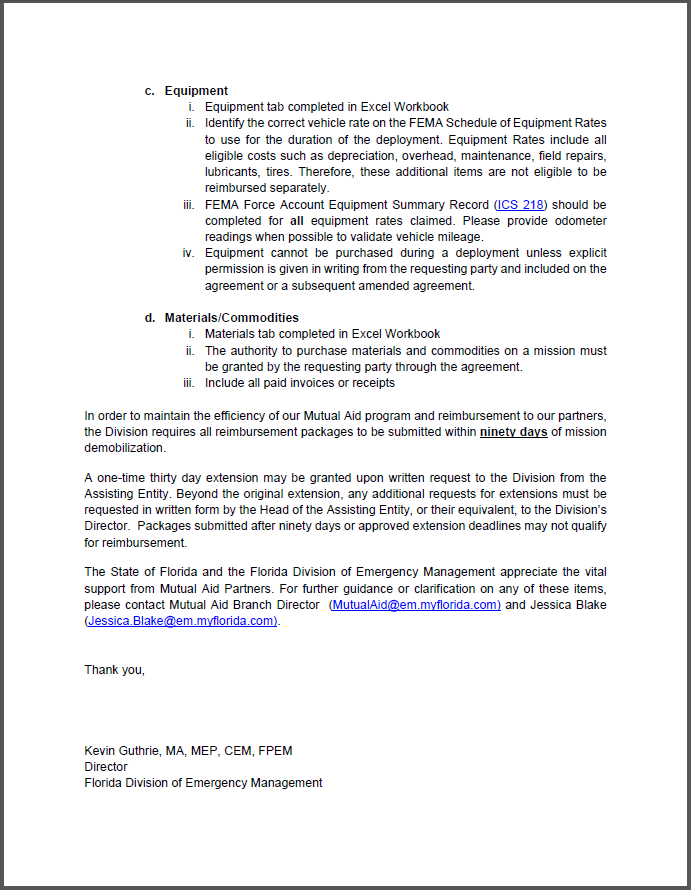 c. Equipment
i. Equipment tab completed in Excel Workbook
ii. Identify the correct vehicle rate on the FEMA Schedule of Equipment Rates
to use for the duration of the deployment. Equipment Rates include all
eligible costs such as depreciation, overhead, maintenance, field repairs,
lubricants, tires. Therefore, these additional items are not eligible to be
reimbursed separately.
iii. FEMA Force Account Equipment Summary Record (ICS 218) should be
completed for all equipment rates claimed. Please provide odometer
readings when possible to validate vehicle mileage.
iv. Equipment cannot be purchased during a deployment unless explicit
permission is given in writing from the requesting party and included on the
agreement or a subsequent amended agreement.
d. Materials/Commodities
i. Materials tab completed in Excel Workbook
ii. The authority to purchase materials and commodities on a mission must
be granted by the requesting party through the agreement.
iii. Include all paid invoices or receipts
In order to maintain the efficiency of our Mutual Aid program and reimbursement to our partners,
the Division requires all reimbursement packages to be submitted within ninety days of mission
demobilization.
A one-time thirty day extension may be granted upon written request to the Division from the
Assisting Entity. Beyond the original extension, any additional requests for extensions must be
requested in written form by the Head of the Assisting Entity, or their equivalent, to the Division's
Director. Packages submitted after ninety days or approved extension deadlines may not qualify
for reimbursement.
The State of Florida and the Florida Division of Emergency Management appreciate the vital
support from Mutual Aid Partners. For further guidance or clarification on any of these items,
please contact Mutual Aid Branch Director (MutualAid@em.myflorida.com) and Jessica Blake
(Jessica.Blake@em.myflorida.com).
Thank you,
Kevin Guthrie, MA, MEP, CEM, FPEM
Director
Florida Division of Emergency Management